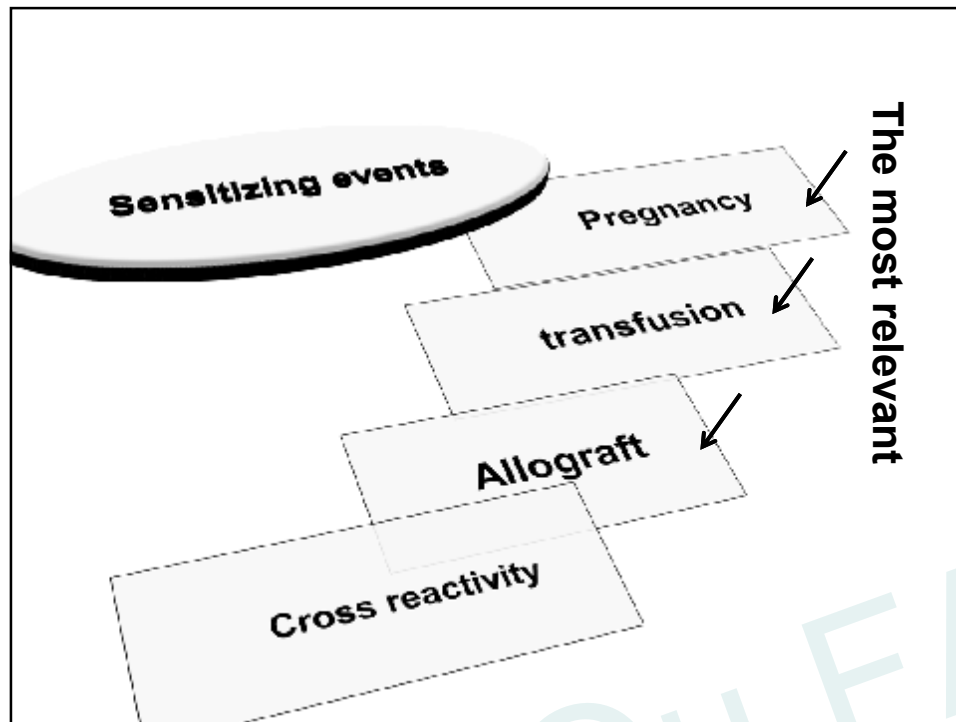 Sensitizing events
Pregnancy
transfusion
Allograft
Cross reactivity
The most relevant